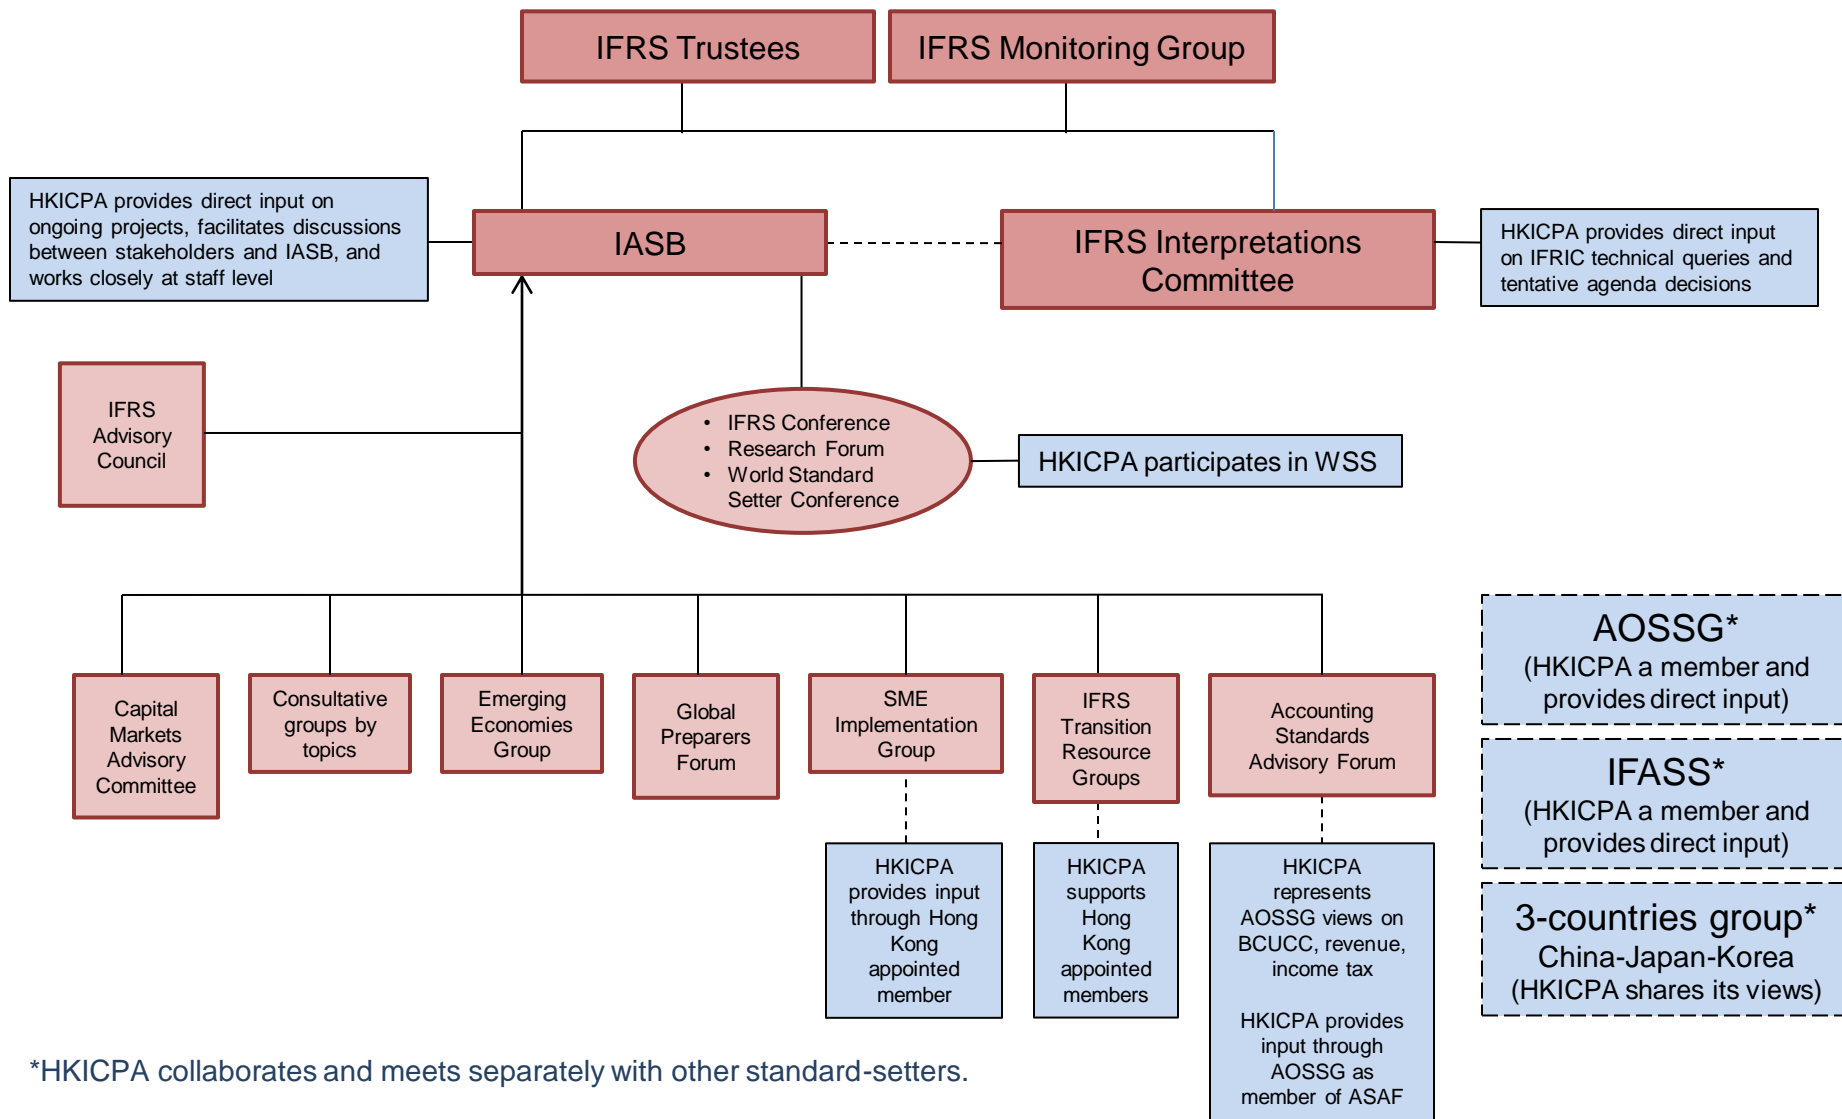 IFRS Trustees
IFRS Monitoring Group
HKICPA provides direct input on
ongoing projects, facilitates discussions
between stakeholders and IASB, and
works closely at staff level
IASB
IFRS Interpretations
Committee
HKICPA provides direct input
on IFRIC technical queries and
tentative agenda decisions
IFRS
Advisory
Council
• IFRS Conference
• Research Forum
• World Standard
Setter Conference
HKICPA participates in WSS
Capital
Markets
Advisory
Committee
Consultative
groups by
topics
Emerging
Economies
Group
Global
Preparers
Forum
SME
Implementation
Group
IFRS
Transition
Resource
Groups
Accounting
Standards
Advisory Forum
HKICPA
provides input
through Hong
Kong
appointed
member
HKICPA
supports
Hong
Kong
appointed
members
HKICPA
represents
AOSSG views on
BCUCC, revenue,
income tax
HKICPA provides
input through
AOSSG as
member of ASAF
AOSSG*
(HKICPA a member and
provides direct input)
IFASS*
(HKICPA a member and
provides direct input)
3-countries group*
China-Japan-Korea
(HKICPA shares its views)
*HKICPA collaborates and meets separately with other standard-setters.